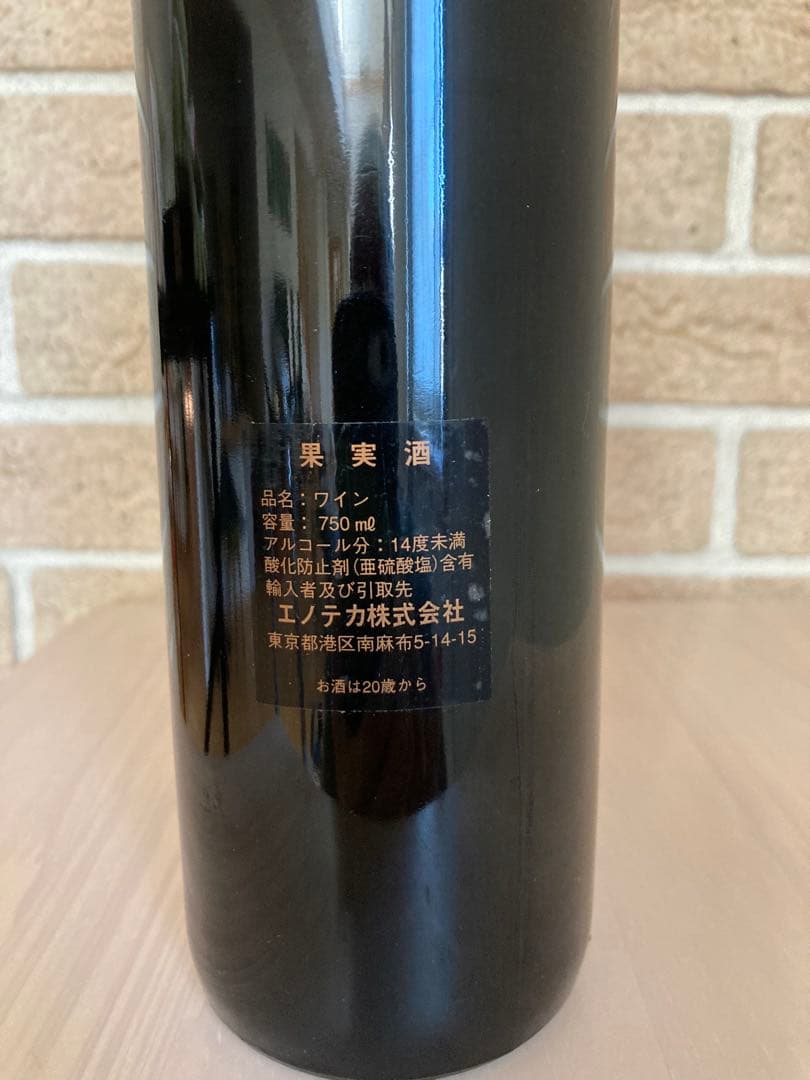 果実酒
品名：ワイン
容量：750㎖
アルコール分：14度未満
酸化防止剤(亜硫酸塩)含有
輸入者及び引取先
エノテカ株式会社
東京都港区南麻布5-14-15
お酒は20歳から